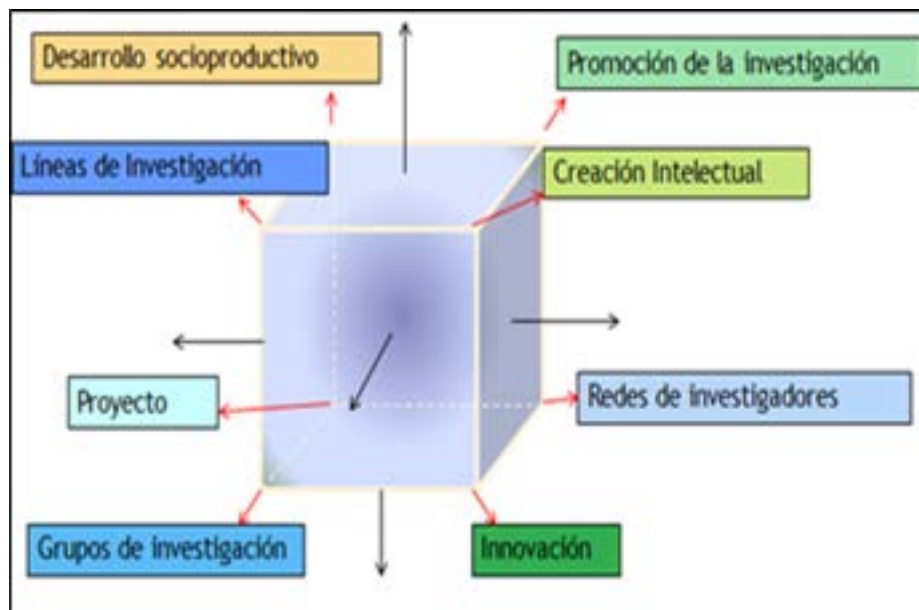 Desarrollo socioproductivo
Promoción de la investigación
Líneas de Investigación
Creación Intelectual
Proyecto
Redes de investigadores
Grupos de investigación
Innovación